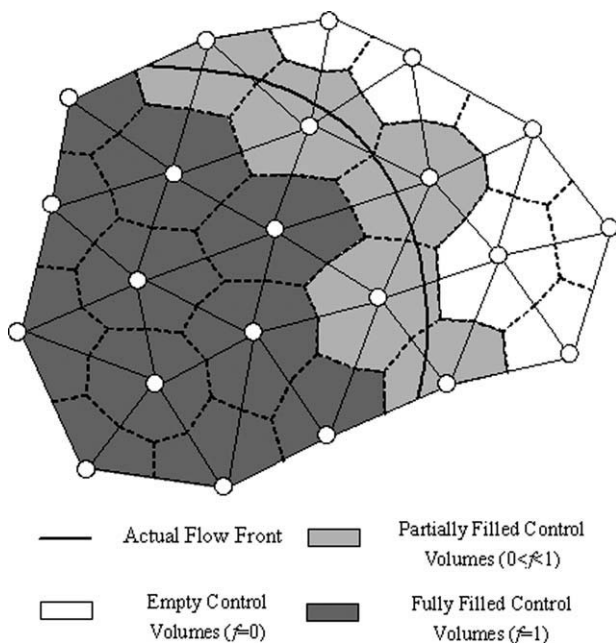 Actual Flow Front
Partially Filled Control
Volumes (0<f<1)
Empty Control
Volumes (f=0)
Fully Filled Control
Volumes (f=1)